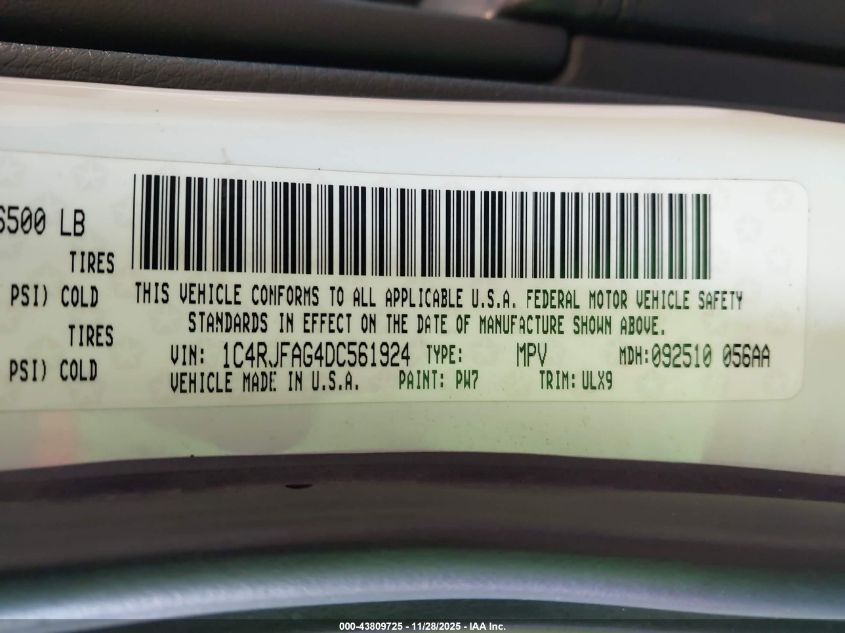 6500 LB
TIRES
PSI) COLD
TIRES
PSI) COLD
THIS VEHICLE CONFORMS TO ALL APPLICABLE U.S.A. FEDERAL MOTOR VEHICLE SAFETY
STANDARDS IN EFFECT ON THE DATE OF MANUFACTURE SHOWN ABOVE.
VIN: 1C4RJFAG4DC561924 TYPE: MPV MDH:092510 056AA
VEHICLE MADE IN U.S.A. PAINT: PW7 TRIM: ULX9
000-43809725 - 11/28/2025 - IAA Inc.